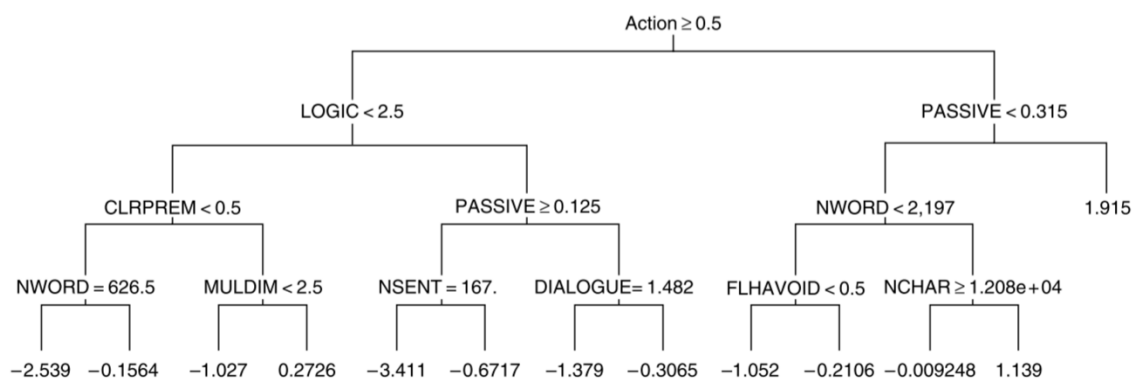 Action ≥ 0.5
LOGIC < 2.5
PASSIVE < 0.315
CLRPREM < 0.5
PASSIVE ≥ 0.125
NWORD < 2,197
1.915
NWORD = 626.5
MULDIM < 2.5
NSENT = 167.
DIALOGUE= 1.482
FLHAVOID < 0.5
NCHAR ≥ 1.208e+04
−2.539
−0.1564
−1.027
0.2726
−3.411
−0.6717
−1.379
−0.3065
−1.052
−0.2106
−0.009248
1.139